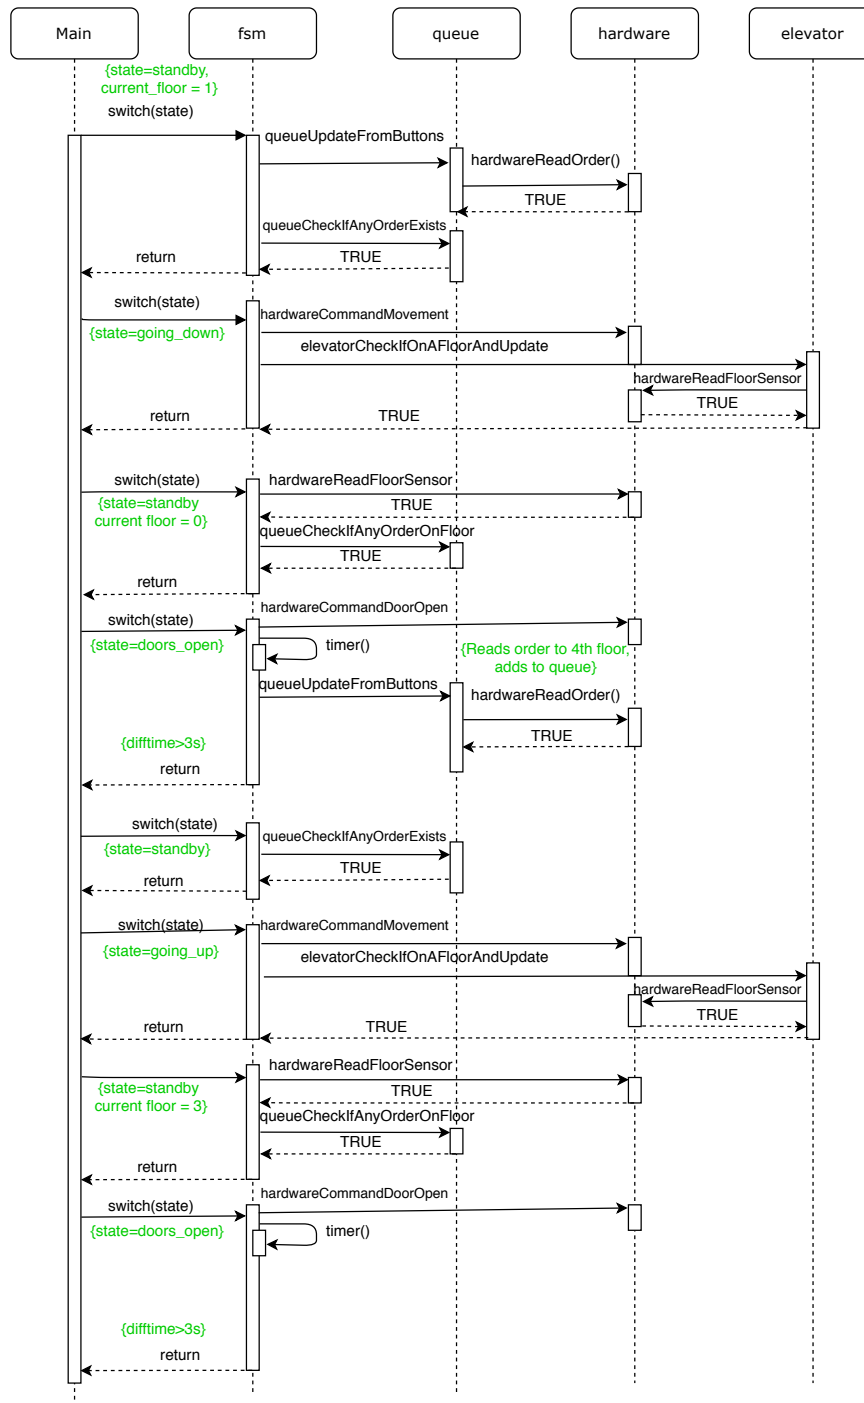 Main
fsm
queue
hardware
elevator
{state=standby,
current_floor = 1}
switch(state)
queueUpdateFromButtons
hardwareReadOrder()
TRUE
queueCheckIfAnyOrderExists
TRUE
return
switch(state)
hardwareCommandMovement
{state=going_down}
elevatorCheckIfOnAFloorAndUpdate
hardwareReadFloorSensor
TRUE
return
TRUE
switch(state)
hardwareReadFloorSensor
{state=standby
current floor = 0}
TRUE
queueCheckIfAnyOrderOnFloor
TRUE
return
switch(state)
hardwareCommandDoorOpen
{state=doors_open}
timer()
{Reads order to 4th floor,
adds to queue}
queueUpdateFromButtons
hardwareReadOrder()
TRUE
{difftime>3s}
return
switch(state)
queueCheckIfAnyOrderExists
{state=standby}
TRUE
return
switch(state)
hardwareCommandMovement
{state=going_up}
elevatorCheckIfOnAFloorAndUpdate
hardwareReadFloorSensor
TRUE
return
TRUE
hardwareReadFloorSensor
{state=standby
current floor = 3}
TRUE
queueCheckIfAnyOrderOnFloor
TRUE
return
switch(state)
hardwareCommandDoorOpen
{state=doors_open}
timer()
{difftime>3s}
return